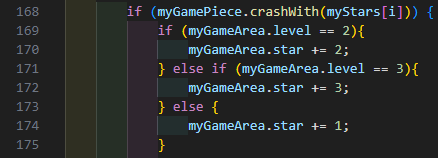 168 if (myGamePiece.crashWith(myStars[i])) {
169 if (myGameArea.level == 2){
170 myGameArea.star += 2;
171 } else if (myGameArea.level == 3){
172 myGameArea.star += 3;
173 } else {
174 myGameArea.star += 1;
175 }